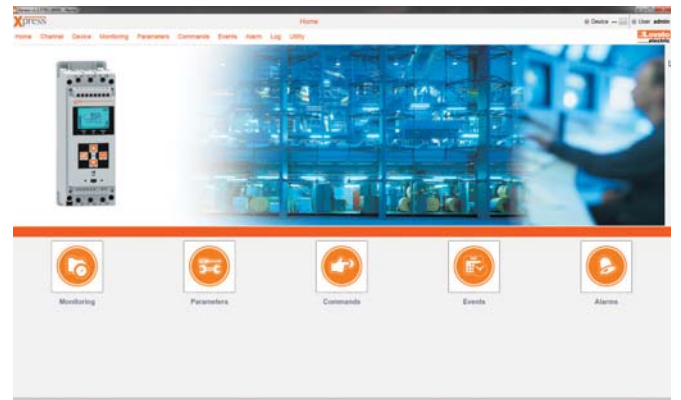 Xpress
Home
Device
User admin
Home Channel Device Monitoring Parameters Commands Events Alarm Log Utility
Lovato
electric
Monitoring
Parameters
Commands
Events
Alarms